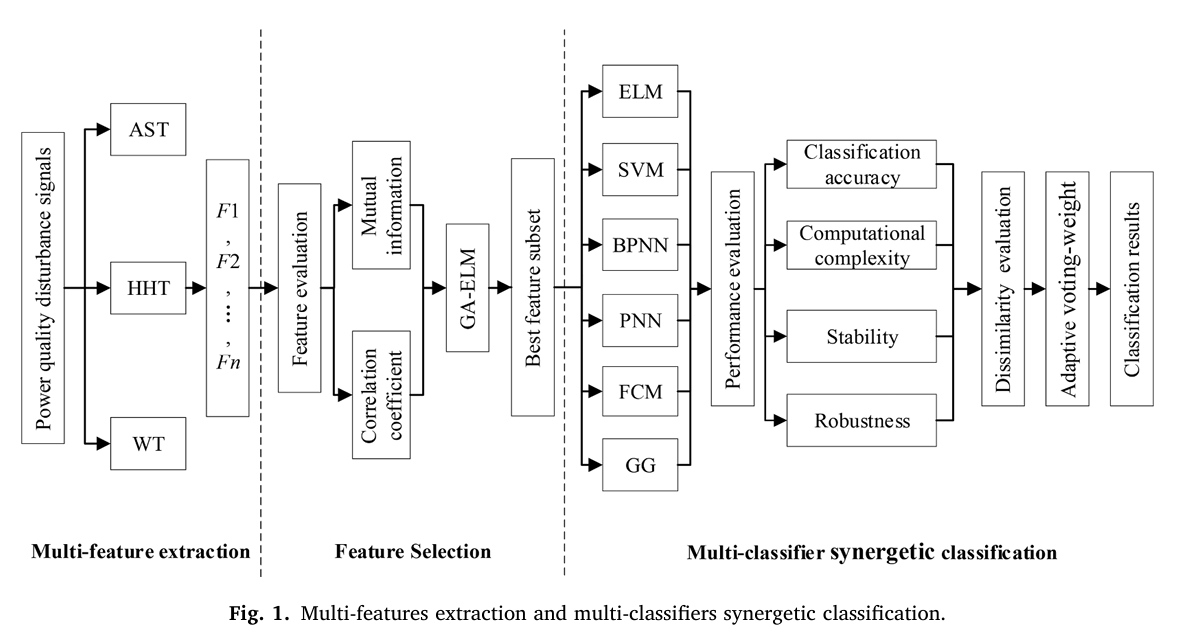 Power quality disturbance signals
AST
HHT
WT
F1
,
F2
,
...
,
Fn
Multi-feature extraction
Feature evaluation
Mutual
information
Correlation
coefficient
GA-ELM
Best feature subset
Feature Selection
ELM
SVM
BPNN
PNN
FCM
GG
Performance evaluation
Classification
accuracy
Computational
complexity
Stability
Robustness
Dissimilarity evaluation
Adaptive voting-weight
Classification results
Multi-classifier synergetic classification
Fig. 1. Multi-features extraction and multi-classifiers synergetic classification.